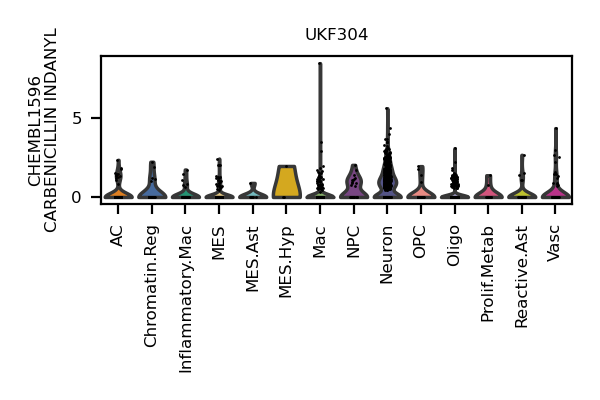 UKF304
CHEMBL1596
CARBENICILLIN INDANYL
5
0
AC
Chromatin.Reg
Inflammatory.Mac
MES
MES.Ast
MES.Hyp
Mac
NPC
Neuron
OPC
Oligo
Prolif.Metab
Reactive.Ast
Vasc